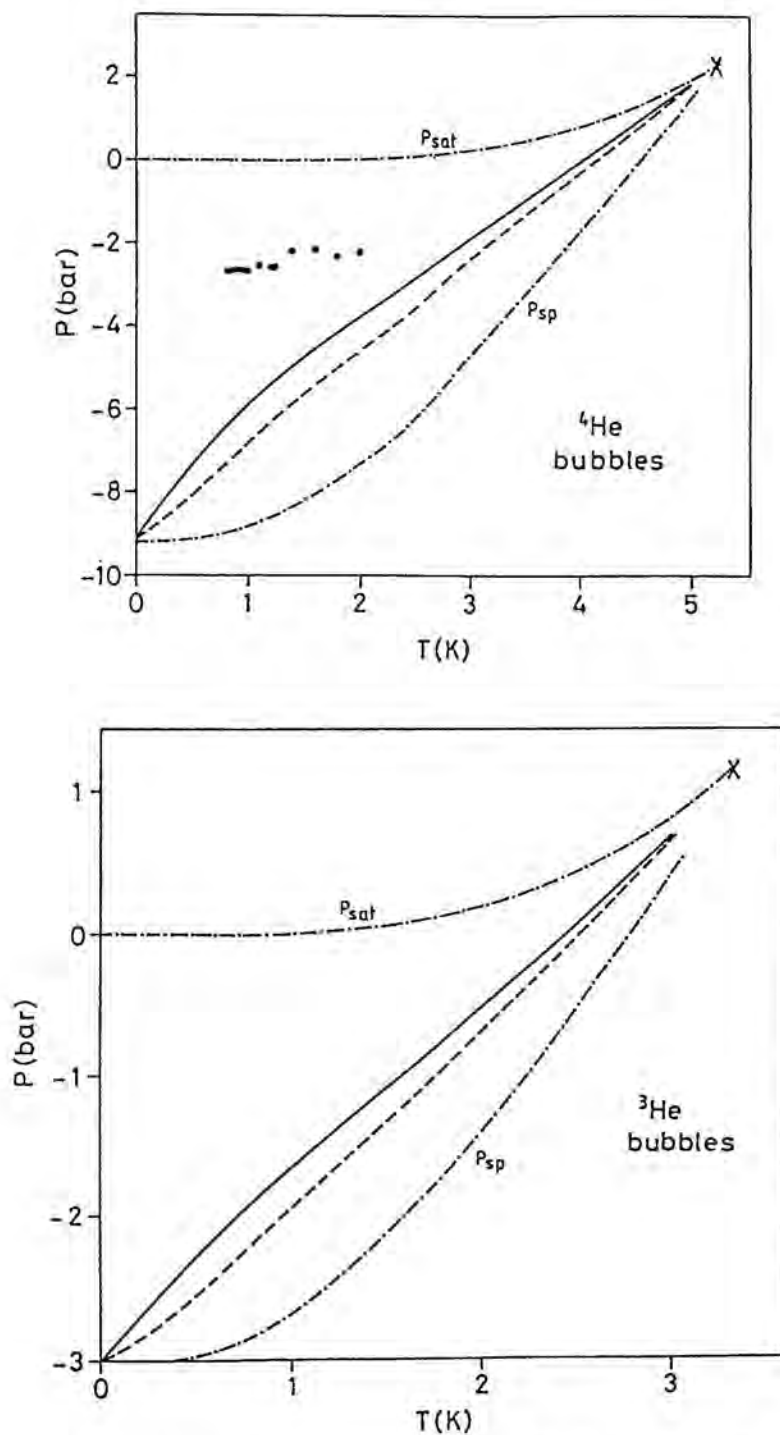 2
0
-2
-4
-6
-8
-10
P(bar)
Psat
Psp
⁴He
bubbles
0 1 2 3 4 5
T(K)
1
0
-1
-2
-3
P(bar)
Psat
Psp
³He
bubbles
0 1 2 3
T(K)